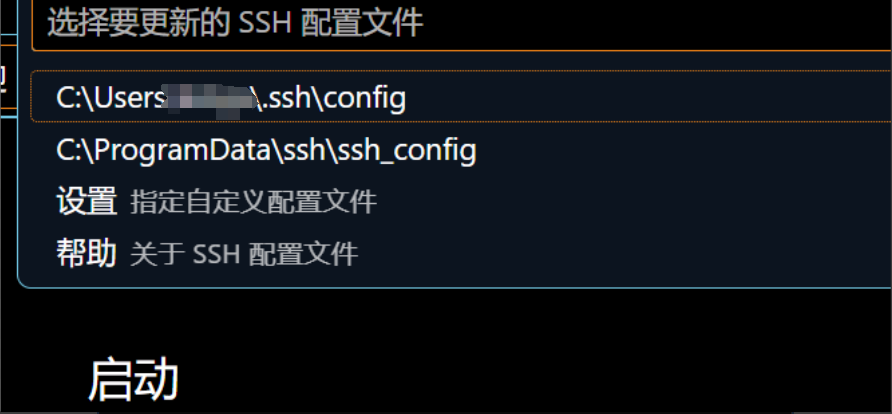 选择要更新的 SSH 配置文件
C:\Users\.ssh\config
C:\ProgramData\ssh\ssh_config
设置 指定自定义配置文件
帮助 关于 SSH 配置文件
启动